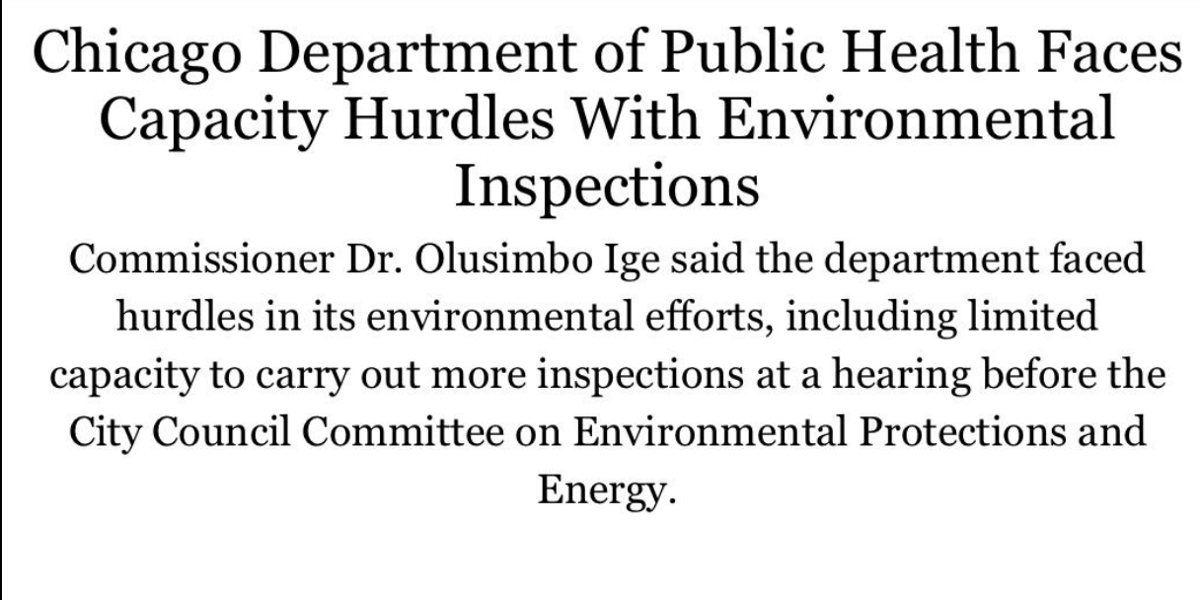 Chicago Department of Public Health Faces
Capacity Hurdles With Environmental
Inspections
Commissioner Dr. Olusimbo Ige said the department faced
hurdles in its environmental efforts, including limited
capacity to carry out more inspections at a hearing before the
City Council Committee on Environmental Protections and
Energy.